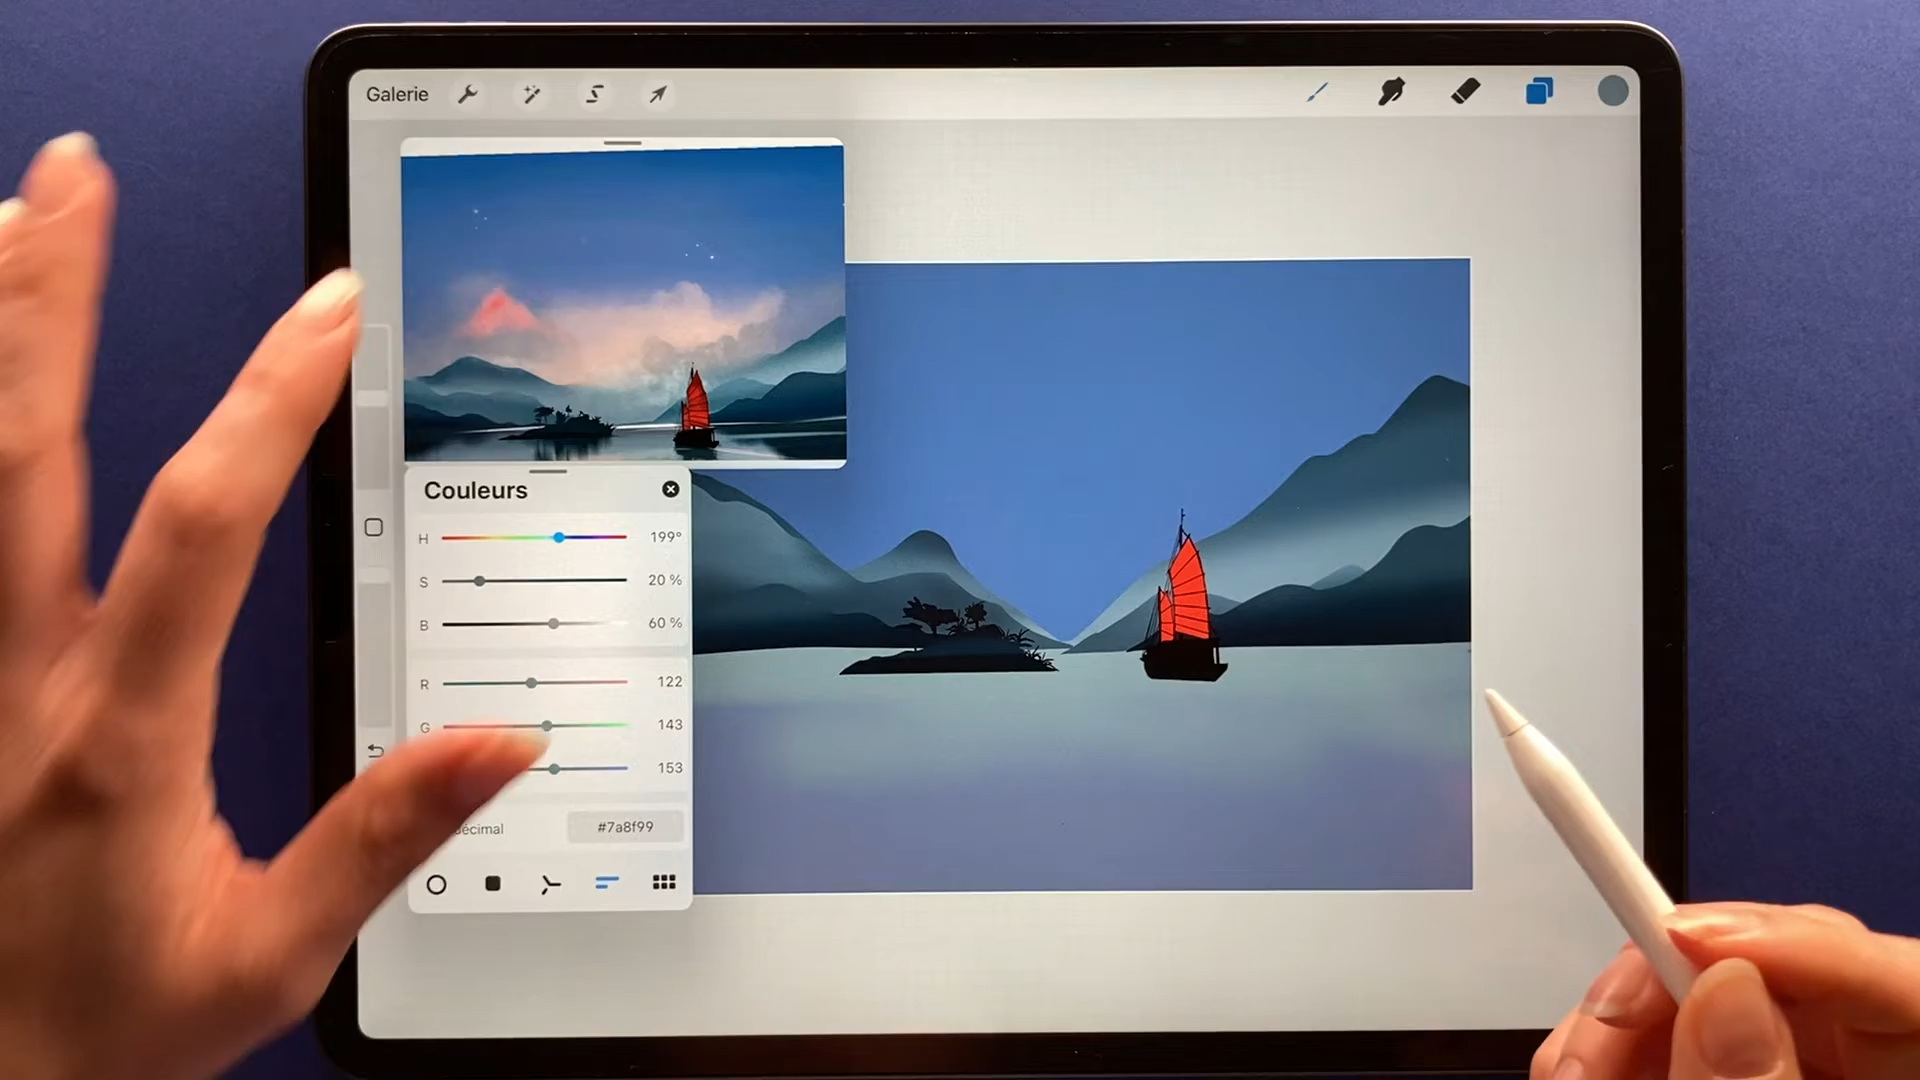 Galerie
Couleurs
H 199°
S 20 %
B 60 %
R 122
G 143
153
écimal #7a8f99